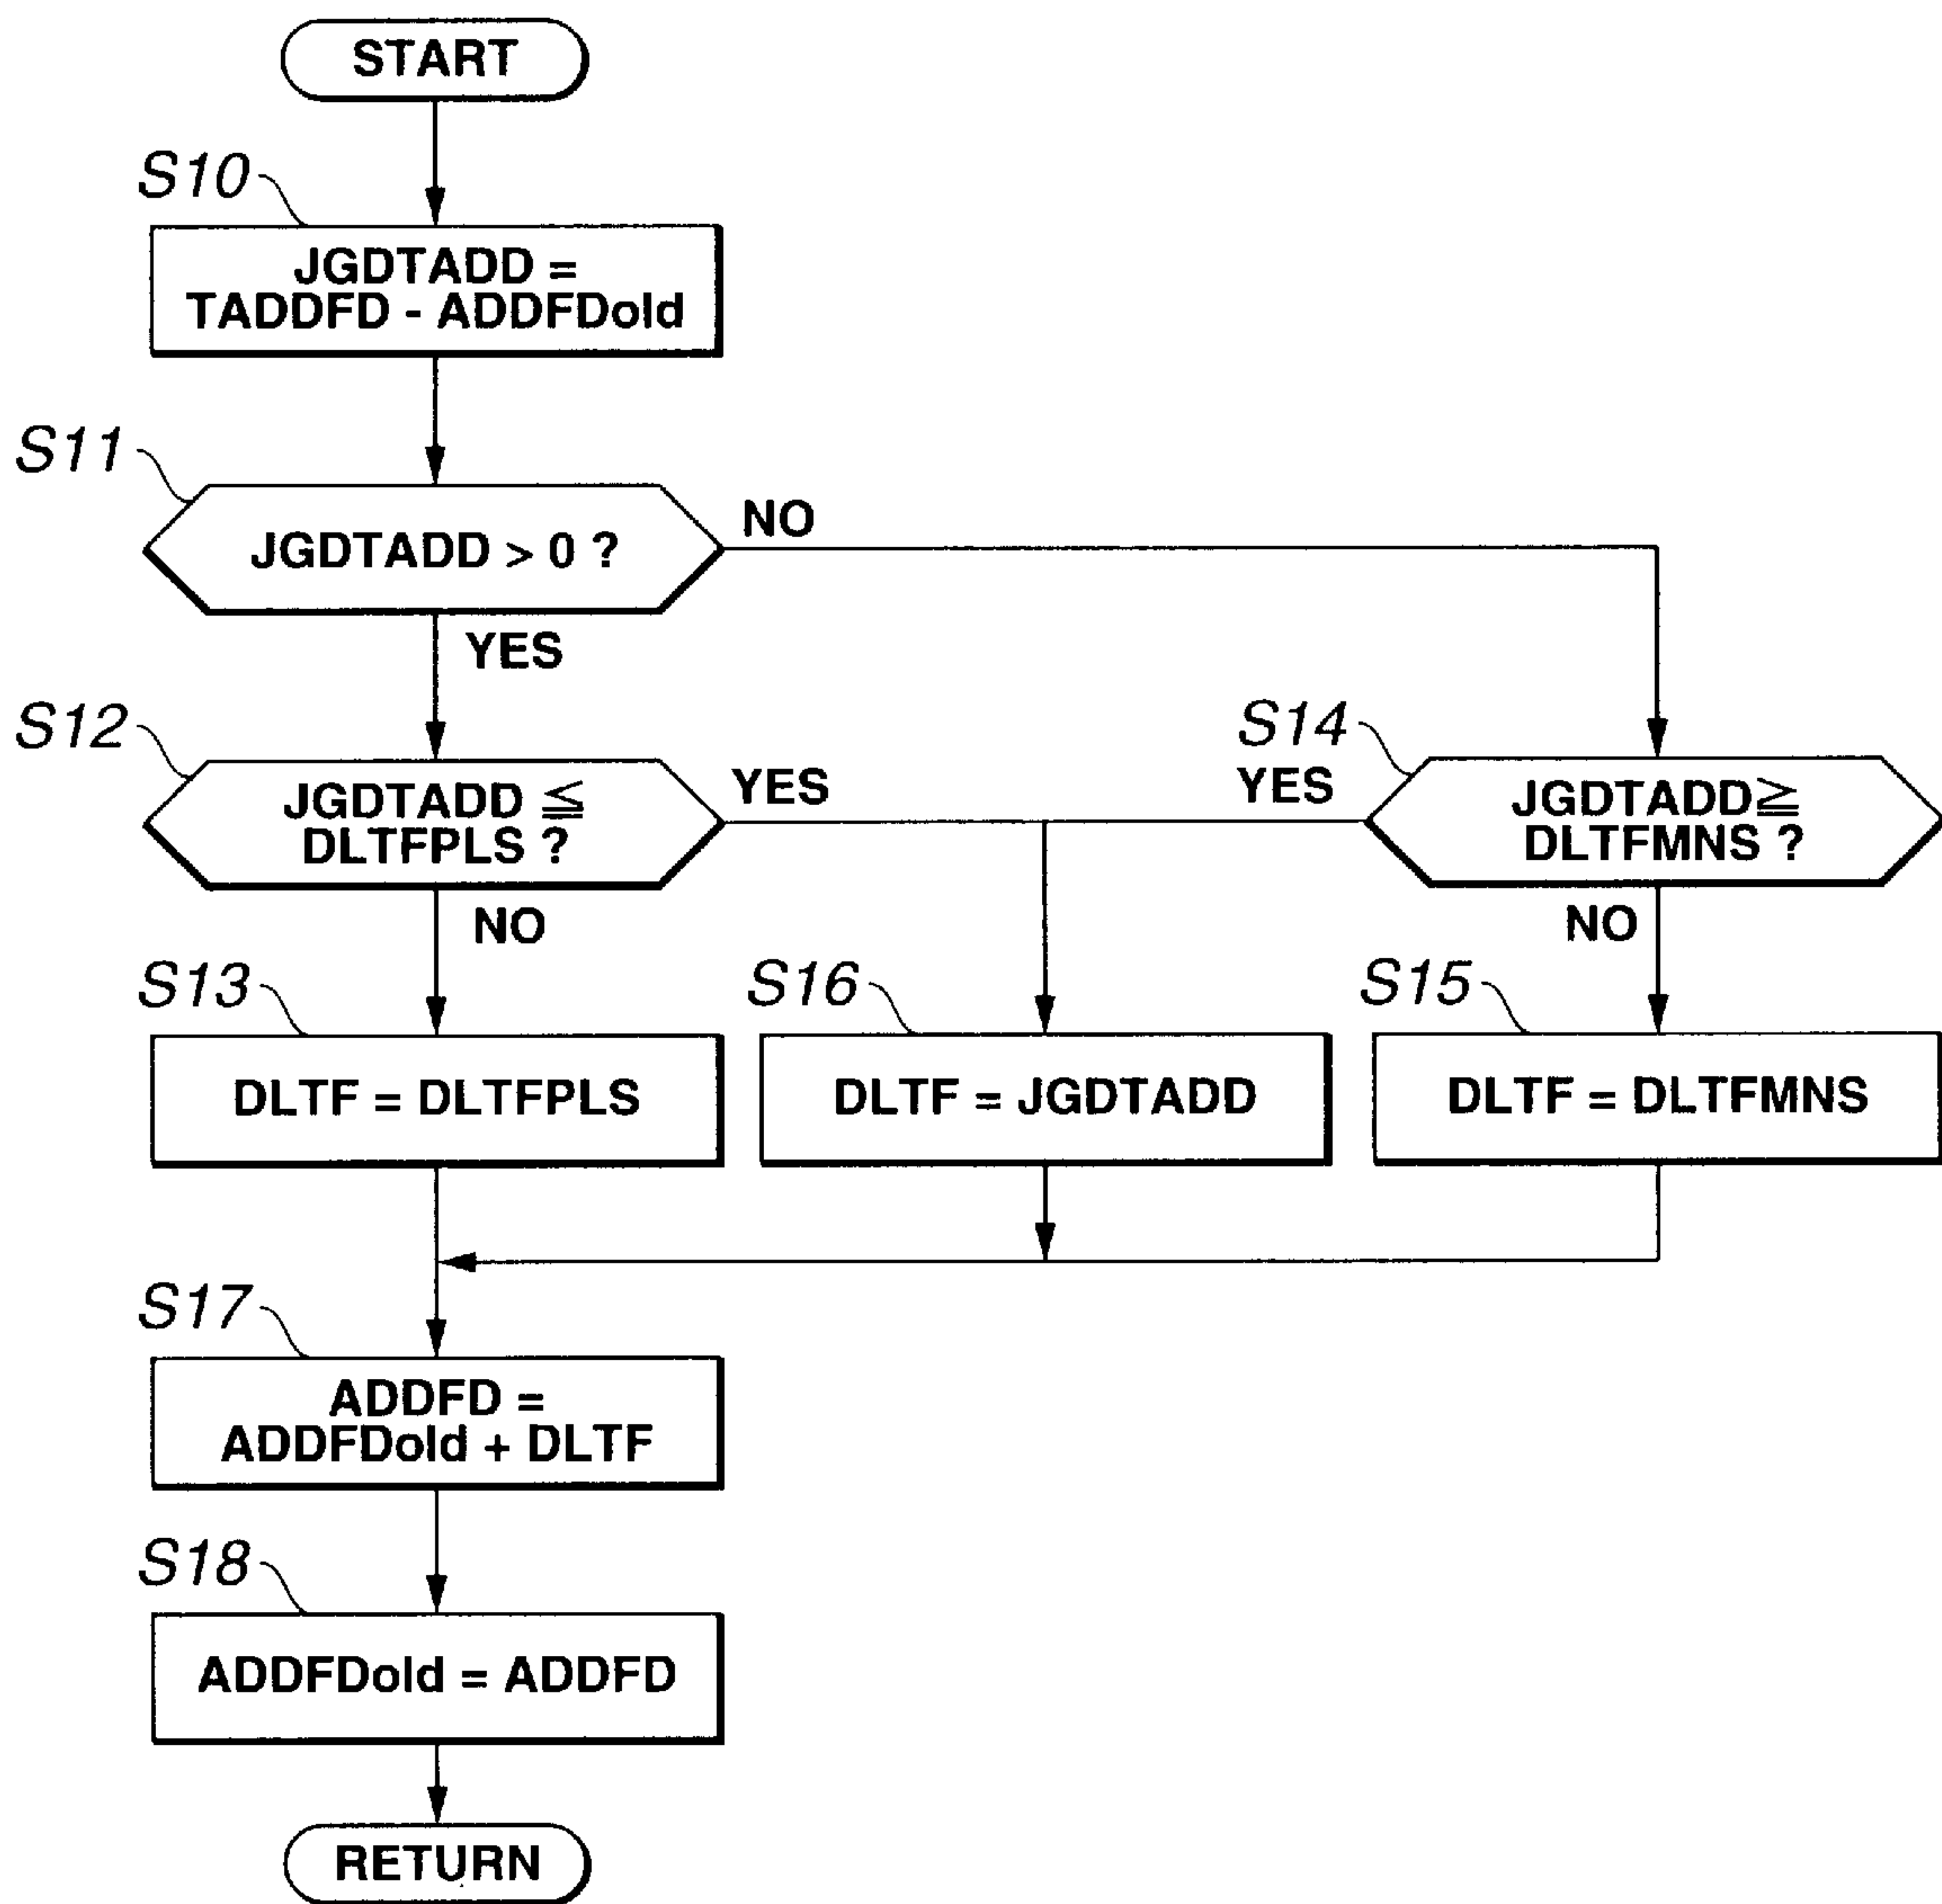 START
S10
JGDTADD =
TADDFD - ADDFDold
S11
JGDTADD > 0 ?
NO
YES
S12
JGDTADD ≦
DLTFPLS ?
YES
NO
S14
YES
JGDTADD≧
DLTFMNS ?
NO
S13
DLTF = DLTFPLS
S16
DLTF = JGDTADD
S15
DLTF = DLTFMNS
S17
ADDFD =
ADDFDold + DLTF
S18
ADDFDold = ADDFD
RETURN